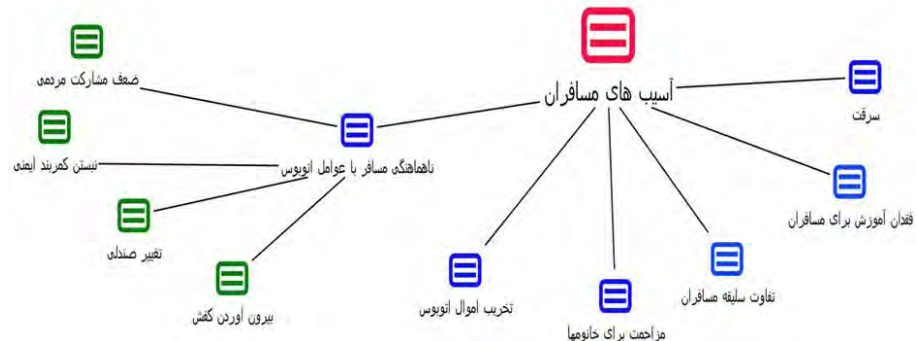 آسیب های مسافران
سرقت
فقدان آموزش برای مسافران
تفاوت سلیقه مسافران
مزاحمت برای خانومها
تخریب اموال اتوبوس
ناهماهنگی مسافر با عوامل اتوبوس
ضعف مشارکت مردمی
نبستن کمربند ایمنی
تغییر صندلی
بیرون آوردن کفش